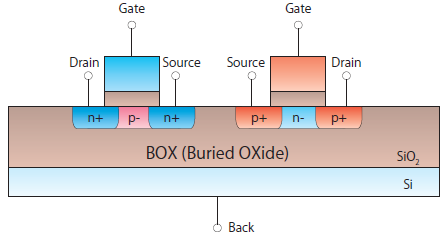 Gate Gate
Drain Source Source Drain
n+ p- n+ p+ n- p+
BOX (Buried OXide)
SiO₂
Si
Back